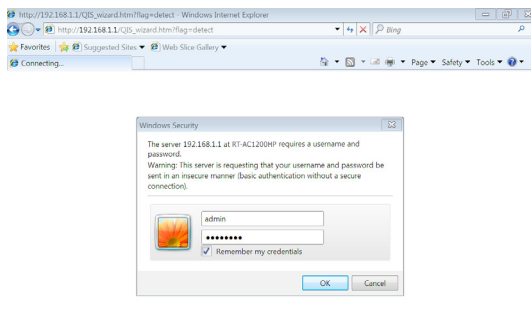 http://192.168.1.1/QIS_wizard.htm?flag=detect - Windows Internet Explorer
http://192.168.1.1/QIS_wizard.htm?flag=detect Bing
Favorites Suggested Sites Web Slice Gallery
Connecting... Page Safety Tools
Windows Security
The server 192.168.1.1 at RT-AC1200HP requires a username and
password.
Warning: This server is requesting that your username and password be
sent in an insecure manner (basic authentication without a secure
connection).
admin
••••••••
Remember my credentials
OK Cancel